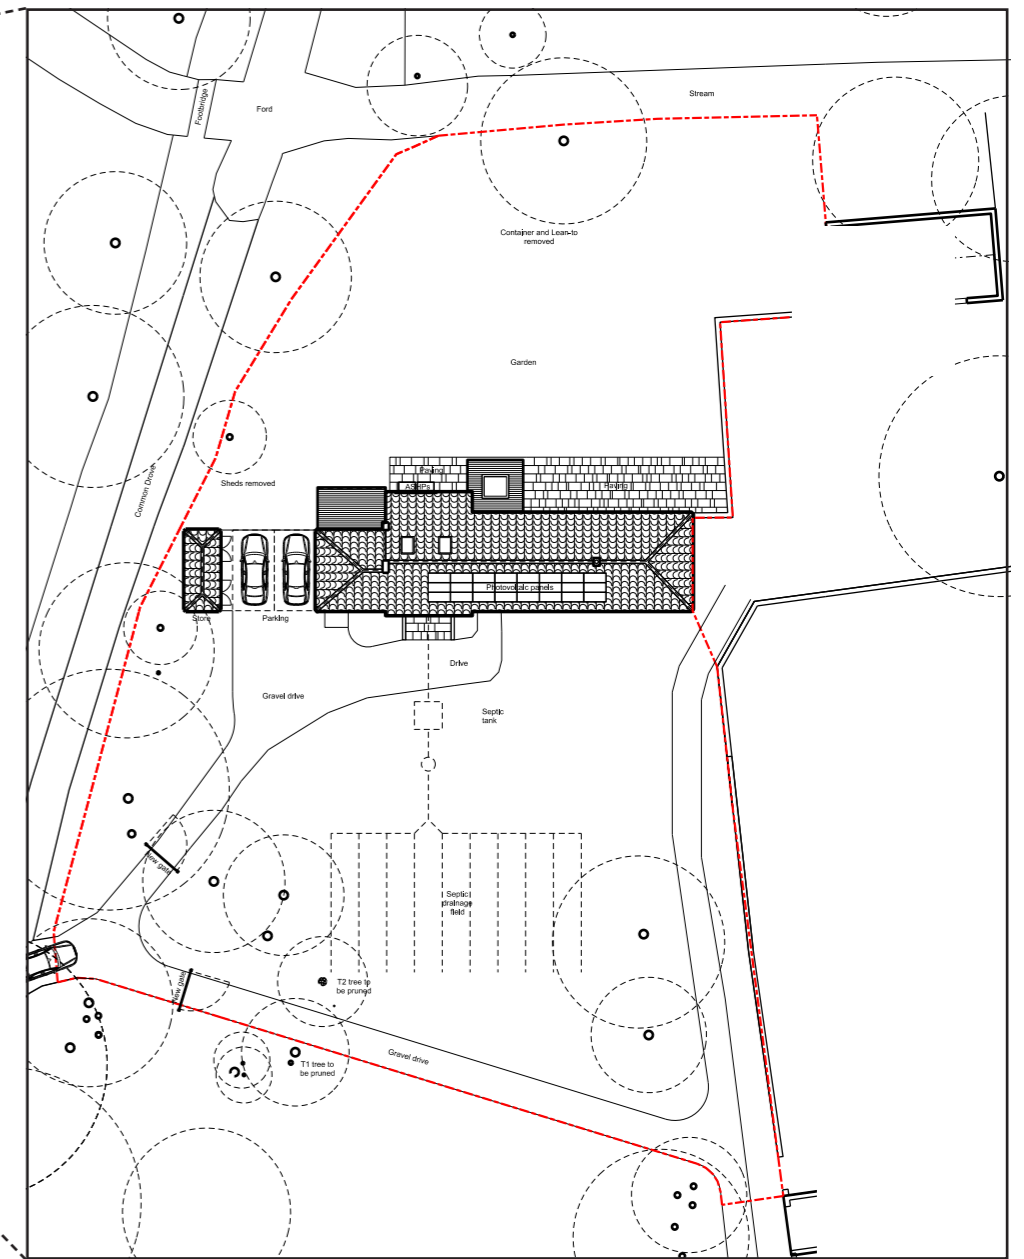 Footbridge
Ford
Stream
Container and Lean-to
removed
Garden
Common Drove
Sheds removed
Paving
ASHPs
Paving
Photovoltaic panels
Store
Parking
Drive
Gravel drive
Septic
tank
New gate
Septic
drainage
field
New gate
T2 tree to
be pruned
Gravel drive
T1 tree to
be pruned